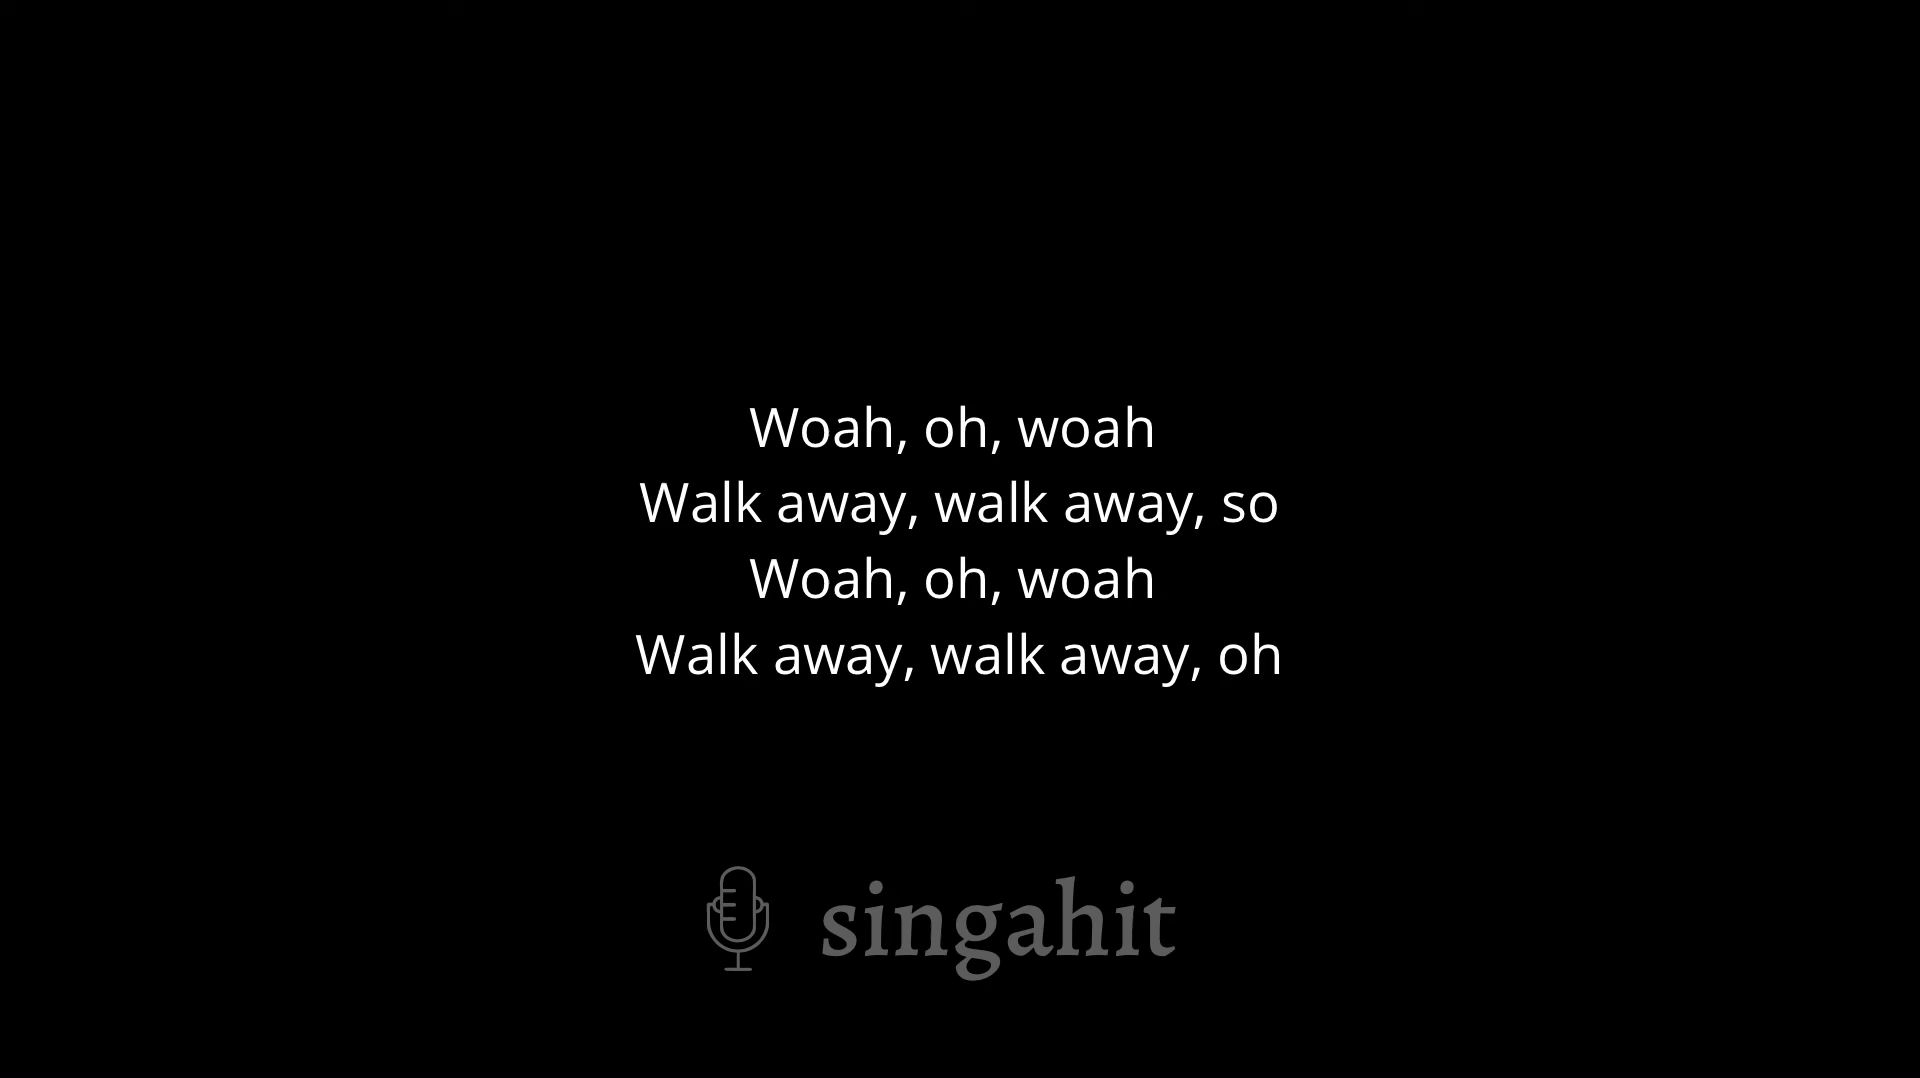 Woah, oh, woah
Walk away, walk away, so
Woah, oh, woah
Walk away, walk away, oh
singahit